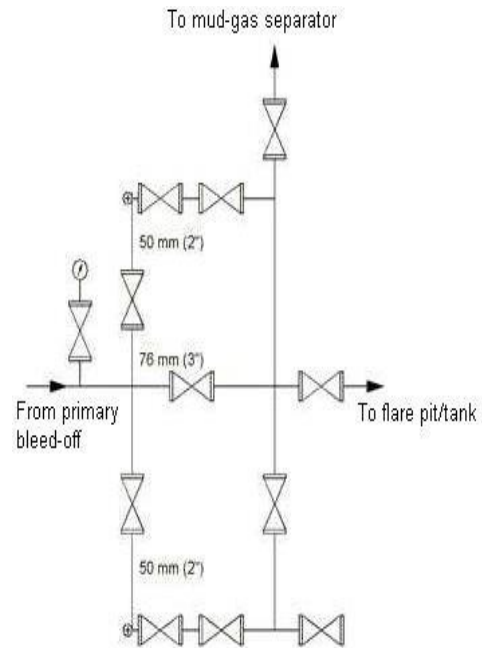 To mud-gas separator
50 mm (2")
76 mm (3")
From primary
bleed-off
To flare pit/tank
50 mm (2")